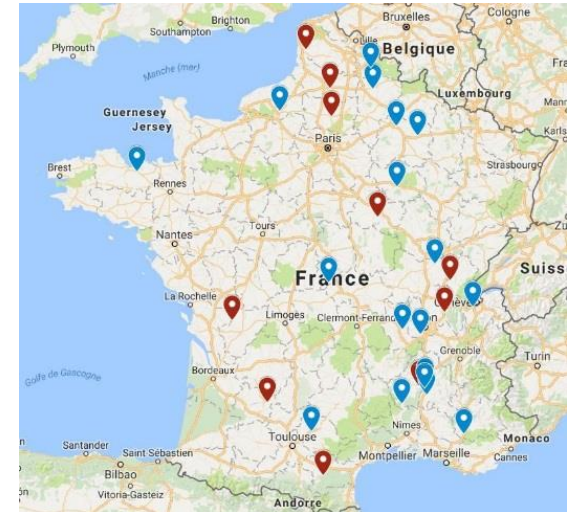 Brighton
Southampton
Plymouth
Bruxelles
Cologne
Lille
Belgique
Manche (mer)
Luxembourg
Guernesey
Jersey
Paris
Strasbourg
Brest
Rennes
Nantes
Tours
France
Suiss
La Rochelle
Limoges
Clermont-Ferran
Genève
Grenoble
Turin
Bordeaux
Golfe de Gascogne
Nîmes
Toulouse
Montpellier
Marseille
Monaco
Cannes
Santander
Saint Sébastien
Bilbao
Vitoria-Gasteiz
Andorre